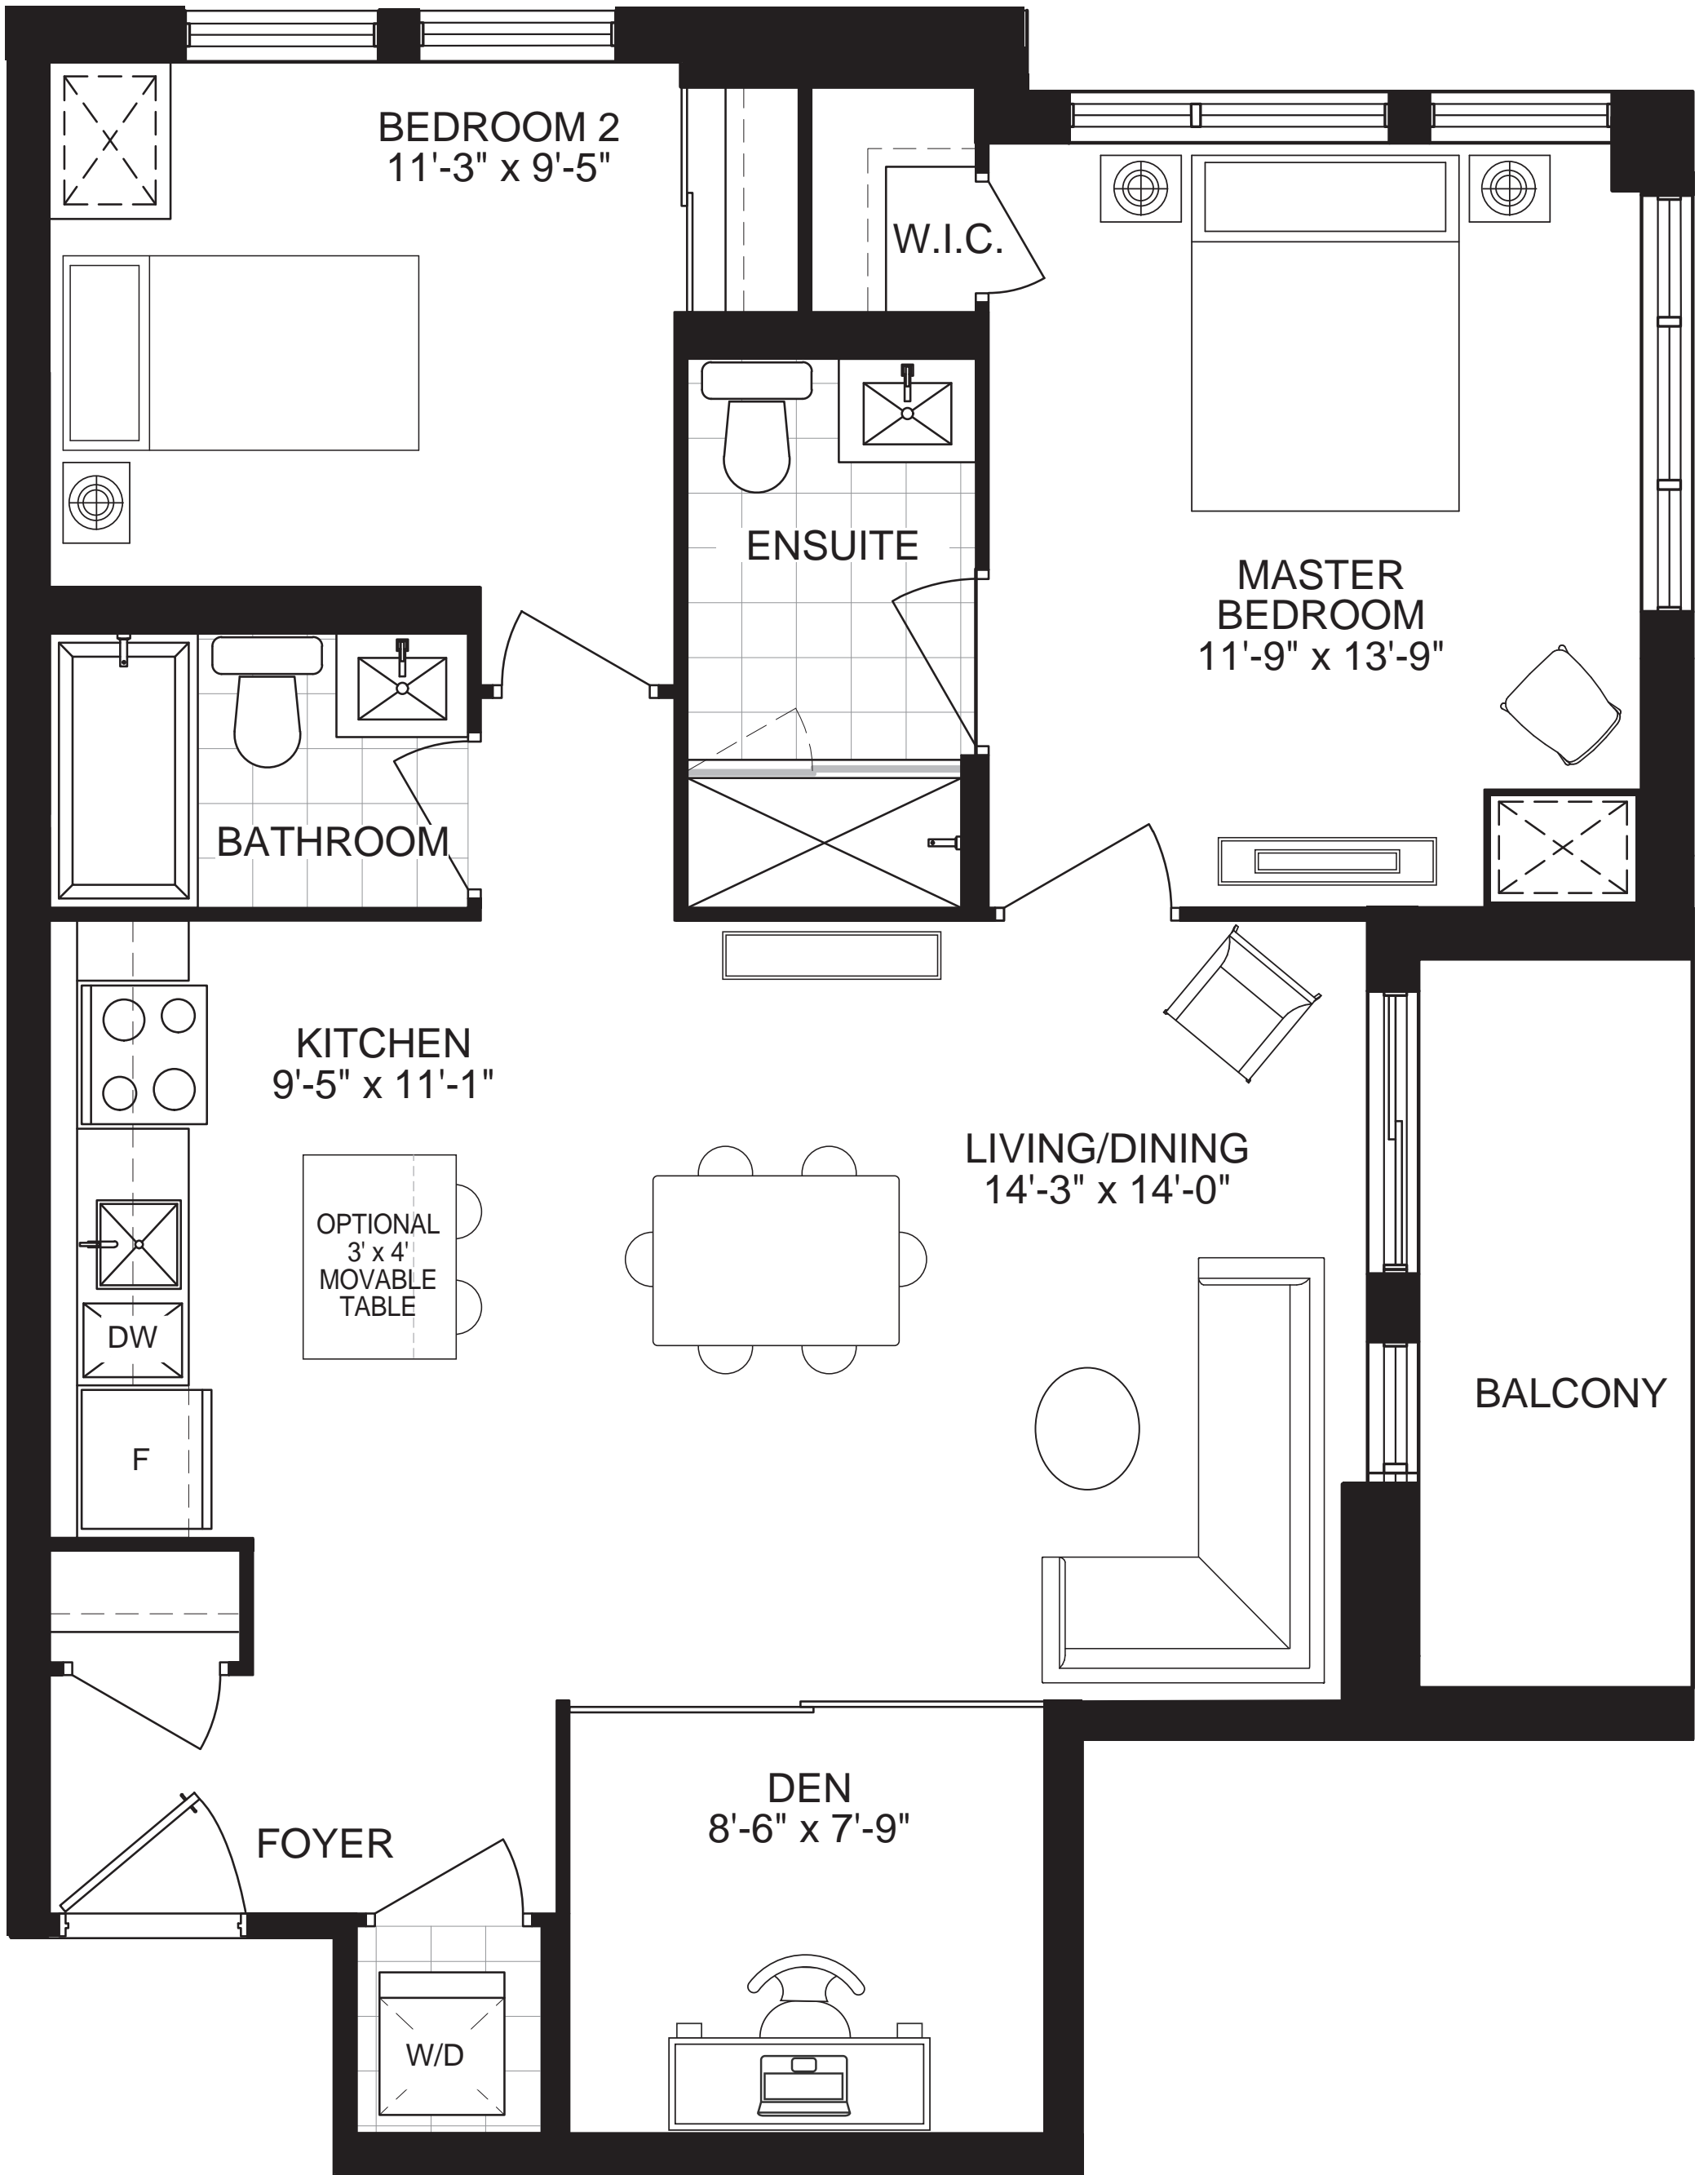 BEDROOM 2
11'-3" x 9'-5"
W.I.C.
ENSUITE
MASTER
BEDROOM
11'-9" x 13'-9"
BATHROOM
KITCHEN
9'-5" x 11'-1"
LIVING/DINING
14'-3" x 14'-0"
OPTIONAL
3' x 4'
MOVABLE
TABLE
DW
BALCONY
F
DEN
8'-6" x 7'-9"
FOYER
W/D